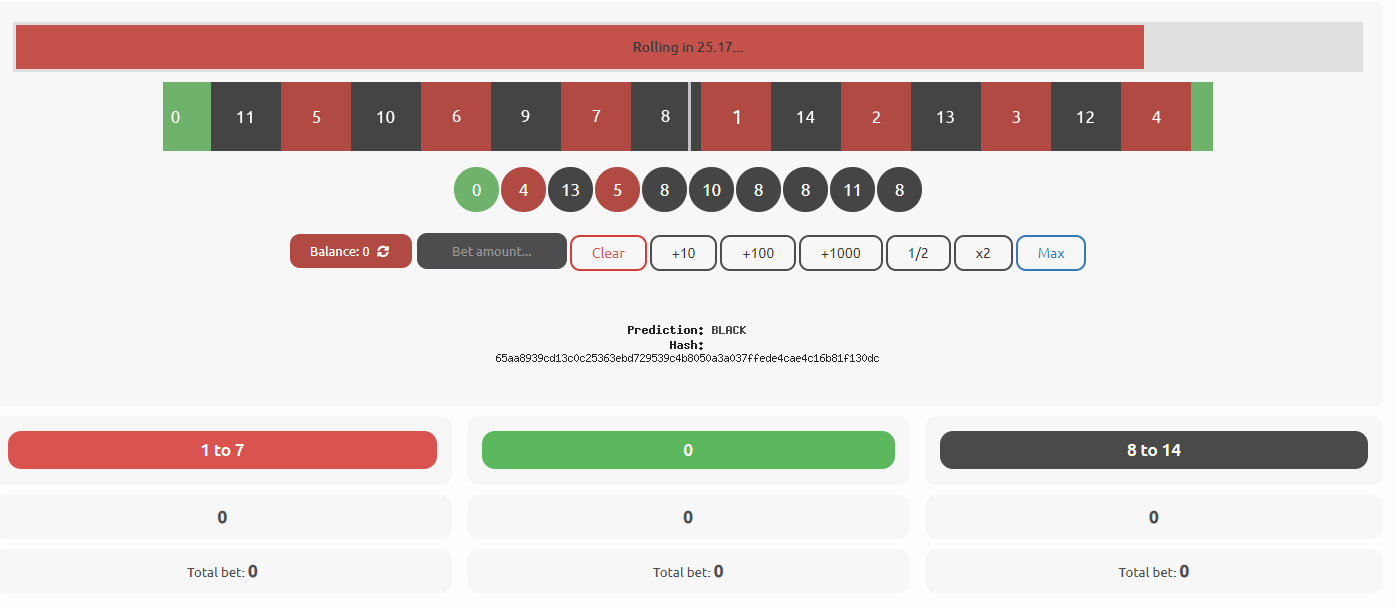 Rolling in 25.17...
0 11 5 10 6 9 7 8 1 14 2 13 3 12 4
0 4 13 5 8 10 8 8 11 8
Balance: 0 Bet amount... Clear +10 +100 +1000 1/2 x2 Max
Prediction: BLACK
Hash:
65aa8939cd13c0c25363ebd729539c4b8050a3a037ffede4cae4c16b81f130dc
1 to 7 0 8 to 14
0 0 0
Total bet: 0 Total bet: 0 Total bet: 0